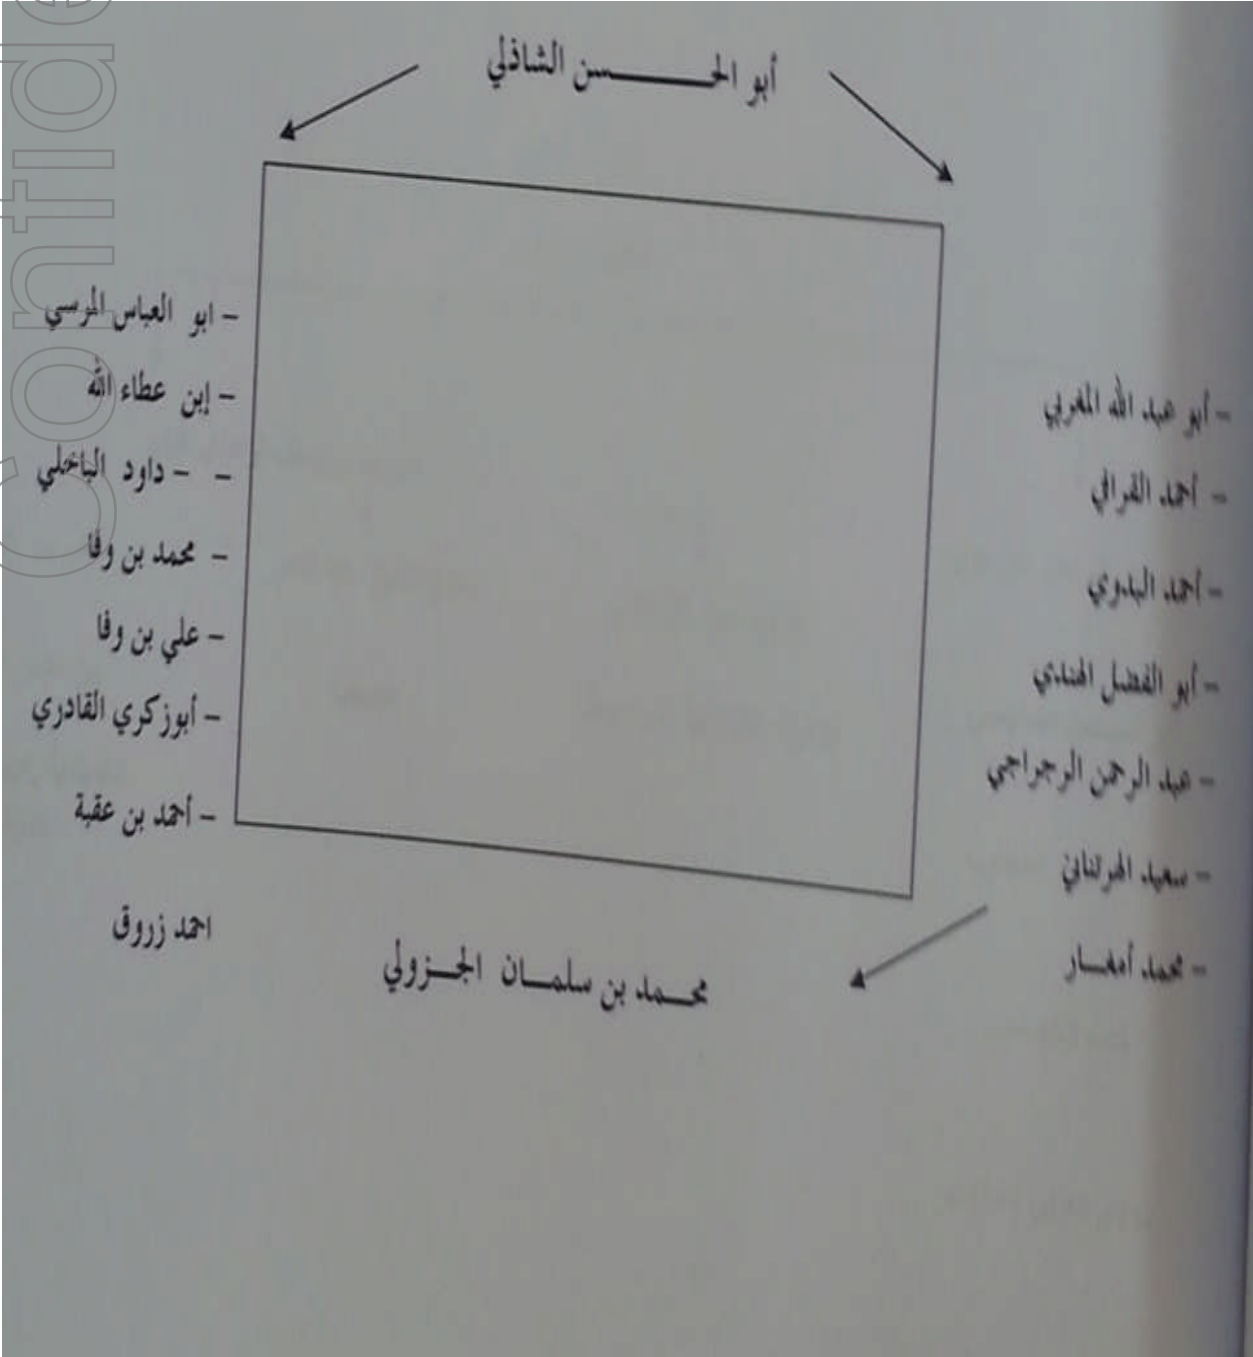 أبو الحسن الشاذلي
- أبو عبد الله المغربي
- أحمد القرافي
- أحمد البدوي
- أبو الفضل الهندي
- عبد الرحمن الرجراجي
- سعيد الهرتناني
- محمد أمغار
- ابو العباس المرسي
- إبن عطاء الله
- - داود الباخلي
- محمد بن وفا
- علي بن وفا
- أبوزكري القادري
- أحمد بن عقبة
احمد زروق
محمد بن سلمان الجزولي
Confide